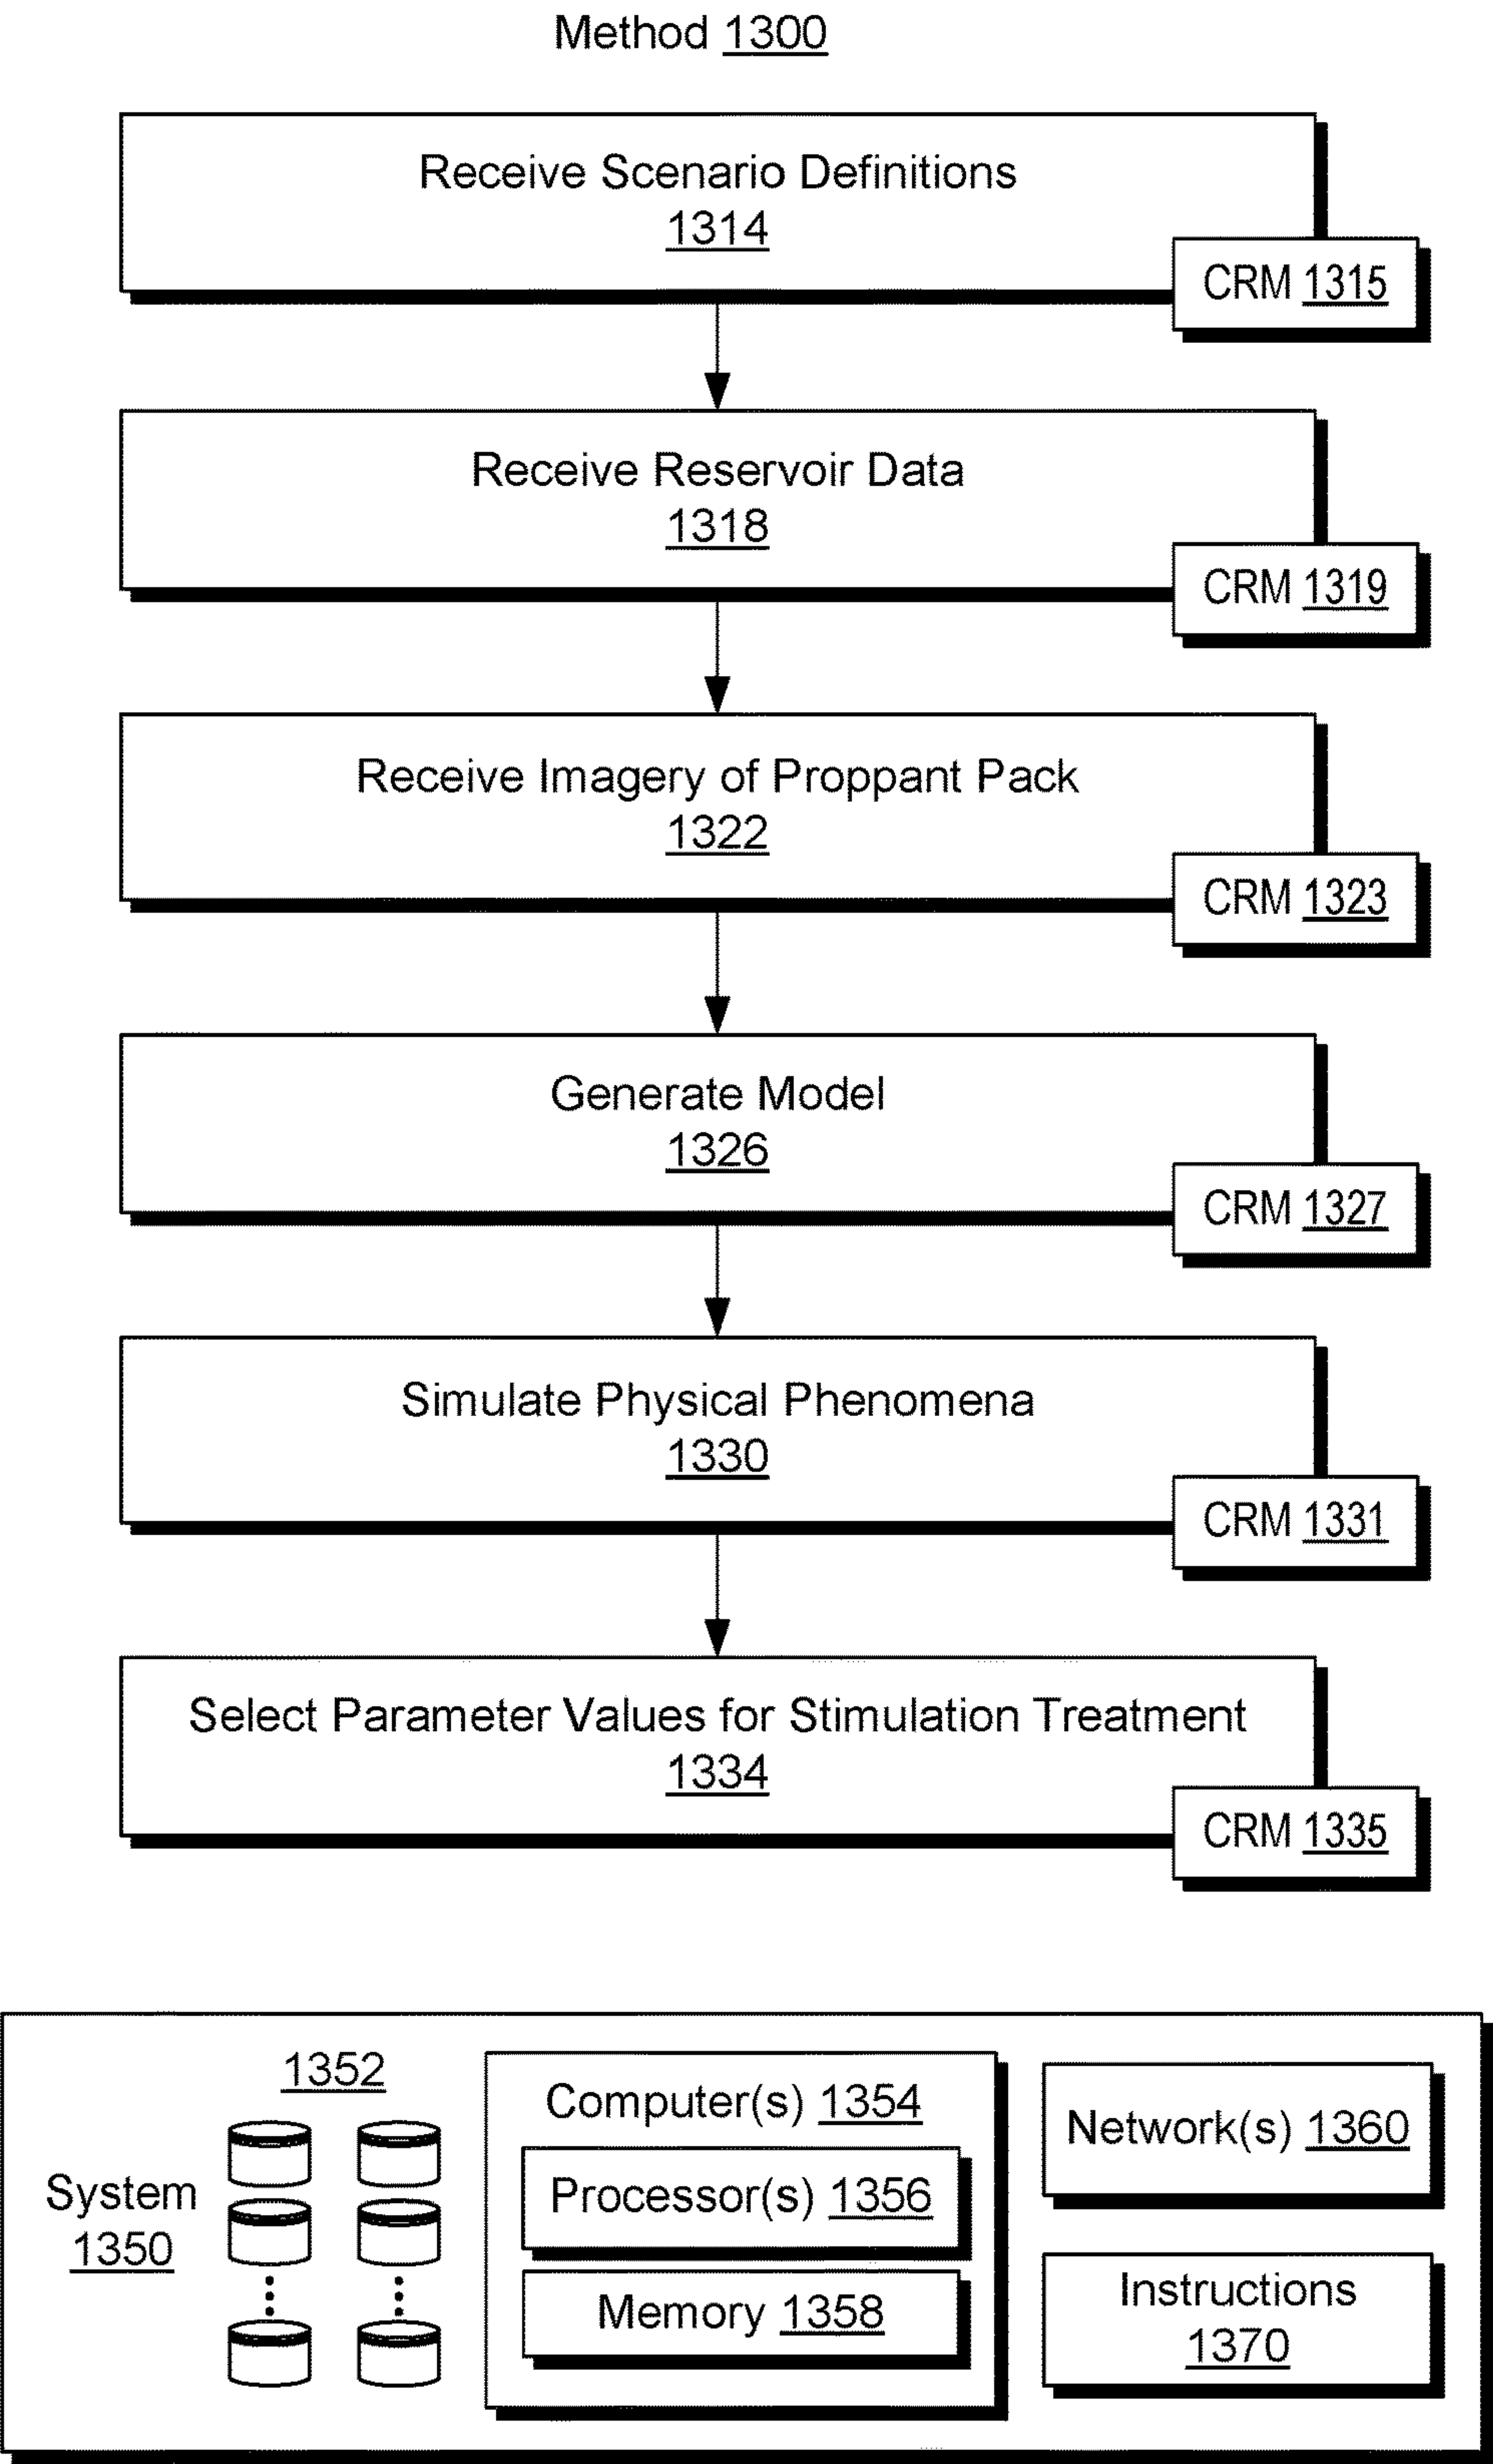 Method 1300
Receive Scenario Definitions
1314
CRM 1315
Receive Reservoir Data
1318
CRM 1319
Receive Imagery of Proppant Pack
1322
CRM 1323
Generate Model
1326
CRM 1327
Simulate Physical Phenomena
1330
CRM 1331
Select Parameter Values for Stimulation Treatment
1334
CRM 1335
System
1350
1352
Computer(s) 1354
Processor(s) 1356
Memory 1358
Network(s) 1360
Instructions
1370